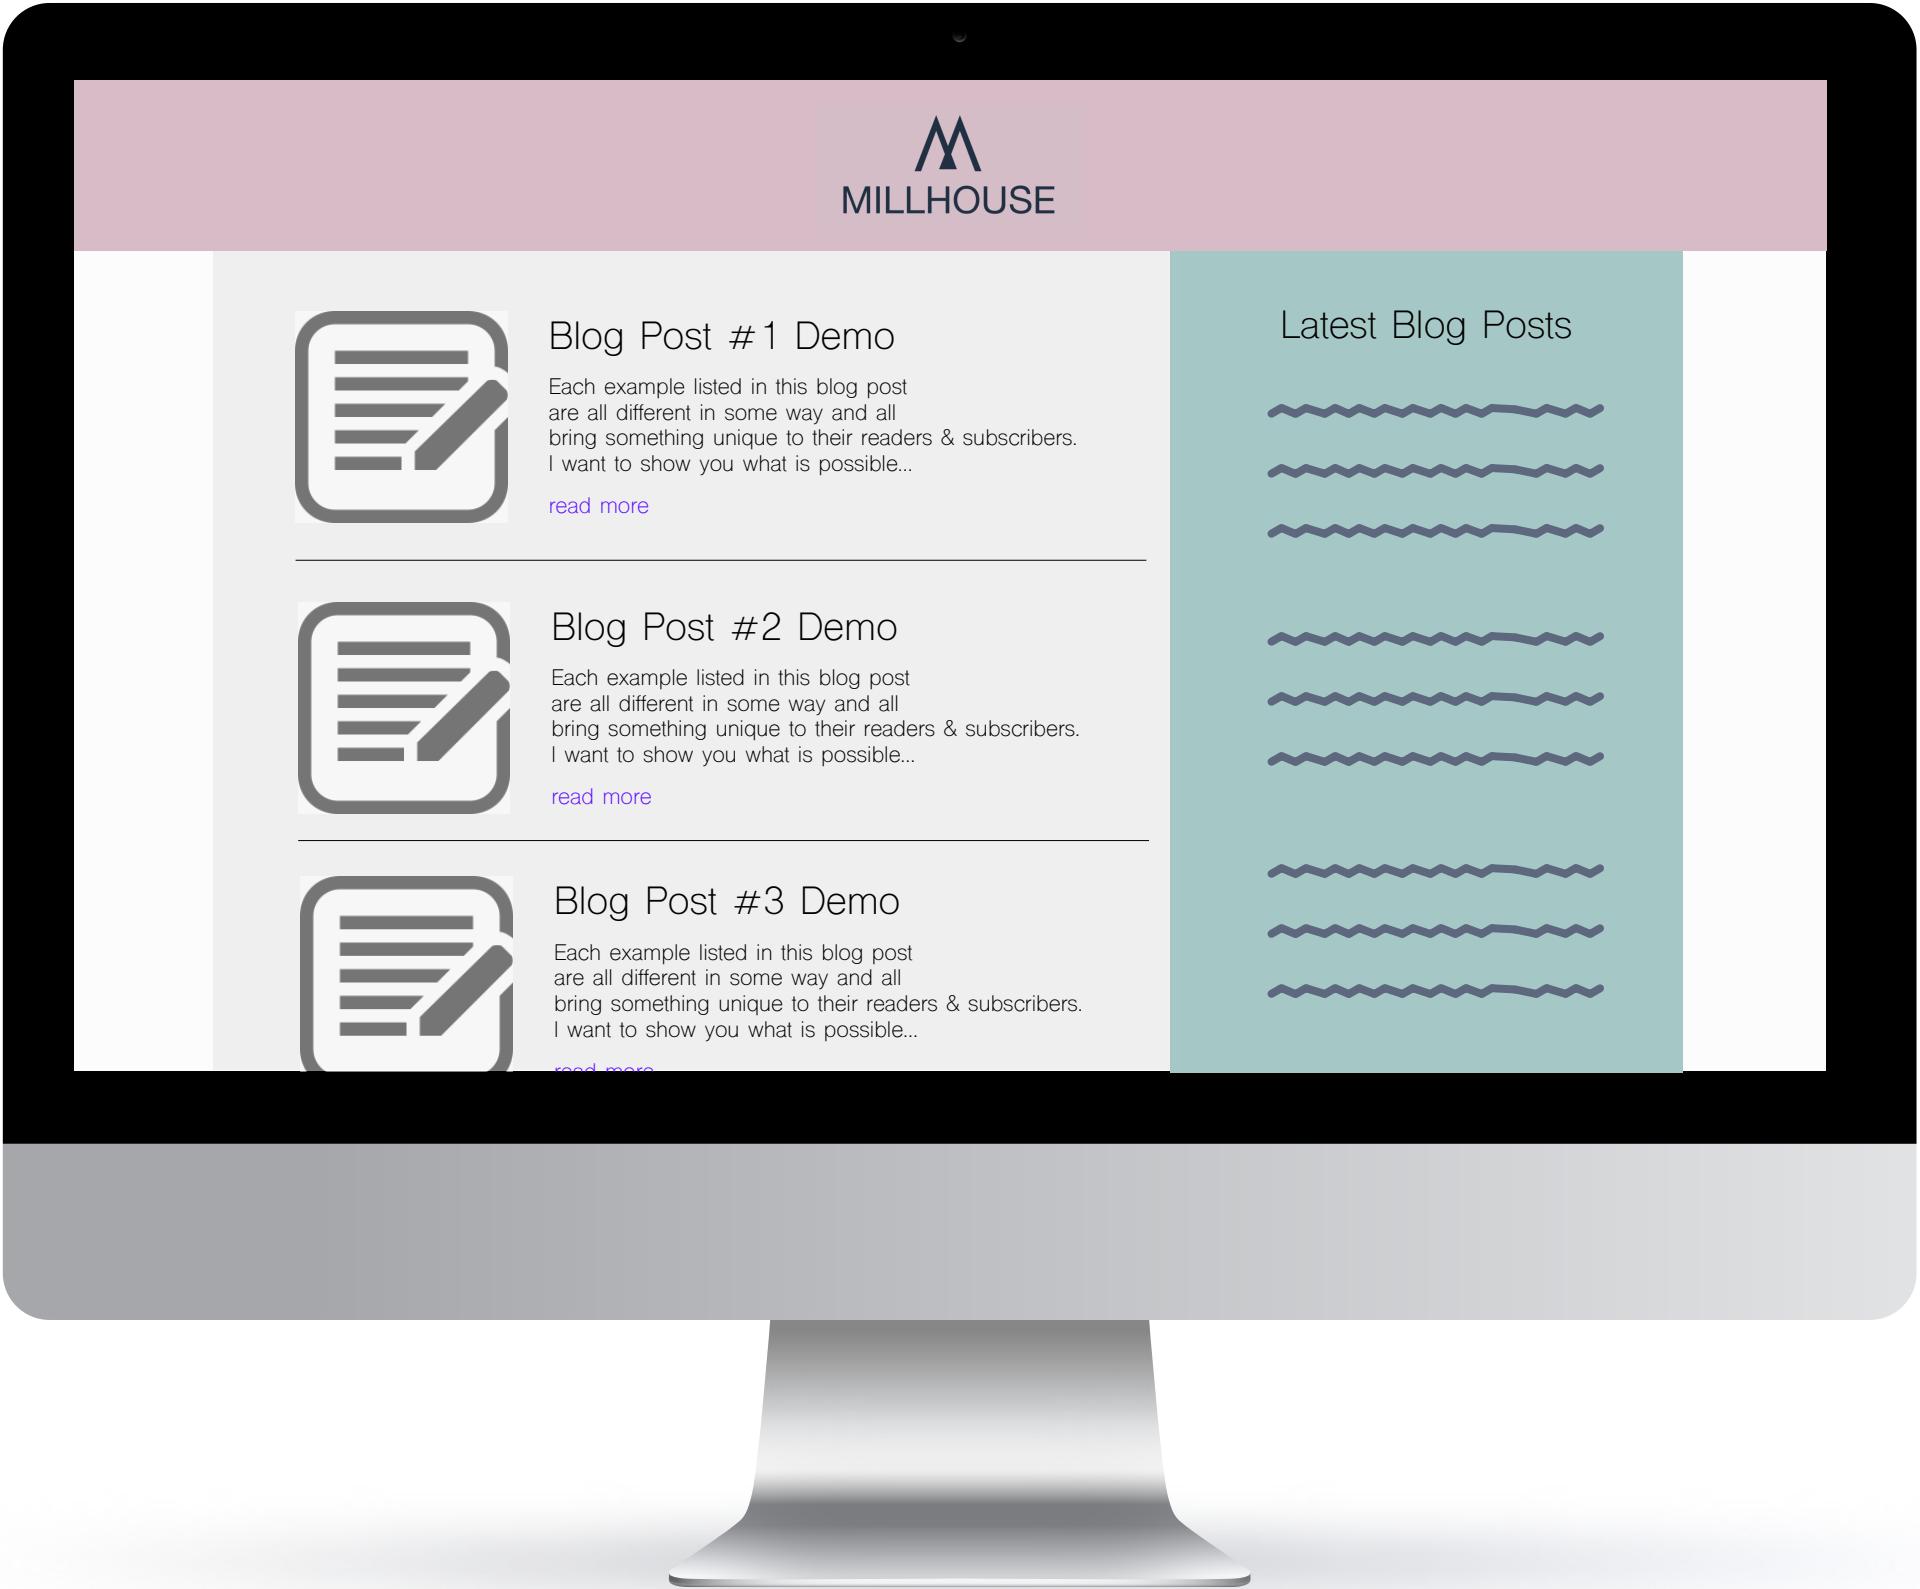 MILLHOUSE
Blog Post #1 Demo
Each example listed in this blog post
are all different in some way and all
bring something unique to their readers & subscribers.
I want to show you what is possible...
read more
Blog Post #2 Demo
Each example listed in this blog post
are all different in some way and all
bring something unique to their readers & subscribers.
I want to show you what is possible...
read more
Blog Post #3 Demo
Each example listed in this blog post
are all different in some way and all
bring something unique to their readers & subscribers.
I want to show you what is possible...
read more
Latest Blog Posts